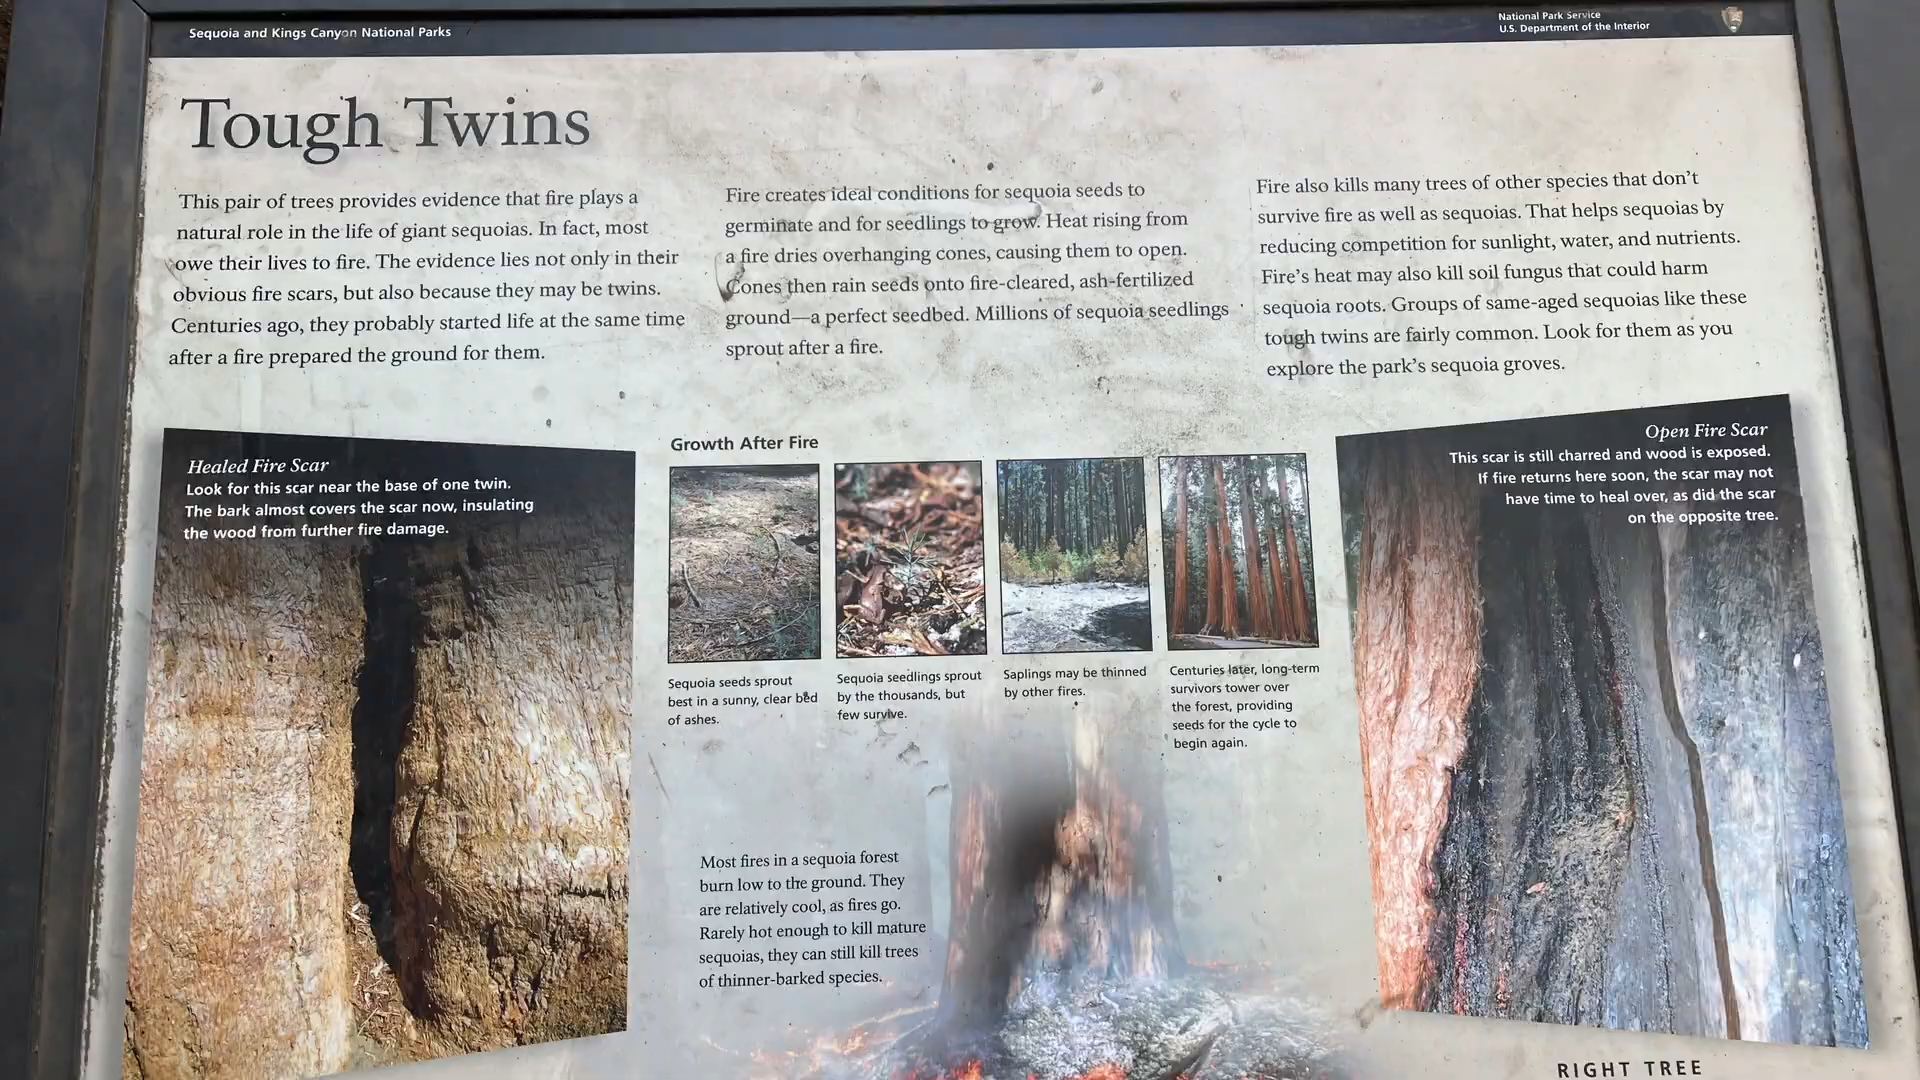 Sequoia and Kings Canyon National Parks
National Park Service
U.S. Department of the Interior
Tough Twins
This pair of trees provides evidence that fire plays a
natural role in the life of giant sequoias. In fact, most
owe their lives to fire. The evidence lies not only in their
obvious fire scars, but also because they may be twins.
Centuries ago, they probably started life at the same time
after a fire prepared the ground for them.
Fire creates ideal conditions for sequoia seeds to
germinate and for seedlings to grow. Heat rising from
a fire dries overhanging cones, causing them to open.
Cones then rain seeds onto fire-cleared, ash-fertilized
ground—a perfect seedbed. Millions of sequoia seedlings
sprout after a fire.
Fire also kills many trees of other species that don't
survive fire as well as sequoias. That helps sequoias by
reducing competition for sunlight, water, and nutrients.
Fire's heat may also kill soil fungus that could harm
sequoia roots. Groups of same-aged sequoias like these
tough twins are fairly common. Look for them as you
explore the park's sequoia groves.
Healed Fire Scar
Look for this scar near the base of one twin.
The bark almost covers the scar now, insulating
the wood from further fire damage.
Growth After Fire
Sequoia seeds sprout
best in a sunny, clear bed
of ashes.
Sequoia seedlings sprout
by the thousands, but
few survive.
Saplings may be thinned
by other fires.
Centuries later, long-term
survivors tower over
the forest, providing
seeds for the cycle to
begin again.
Open Fire Scar
This scar is still charred and wood is exposed.
If fire returns here soon, the scar may not
have time to heal over, as did the scar
on the opposite tree.
Most fires in a sequoia forest
burn low to the ground. They
are relatively cool, as fires go.
Rarely hot enough to kill mature
sequoias, they can still kill trees
of thinner-barked species.
RIGHT TREE